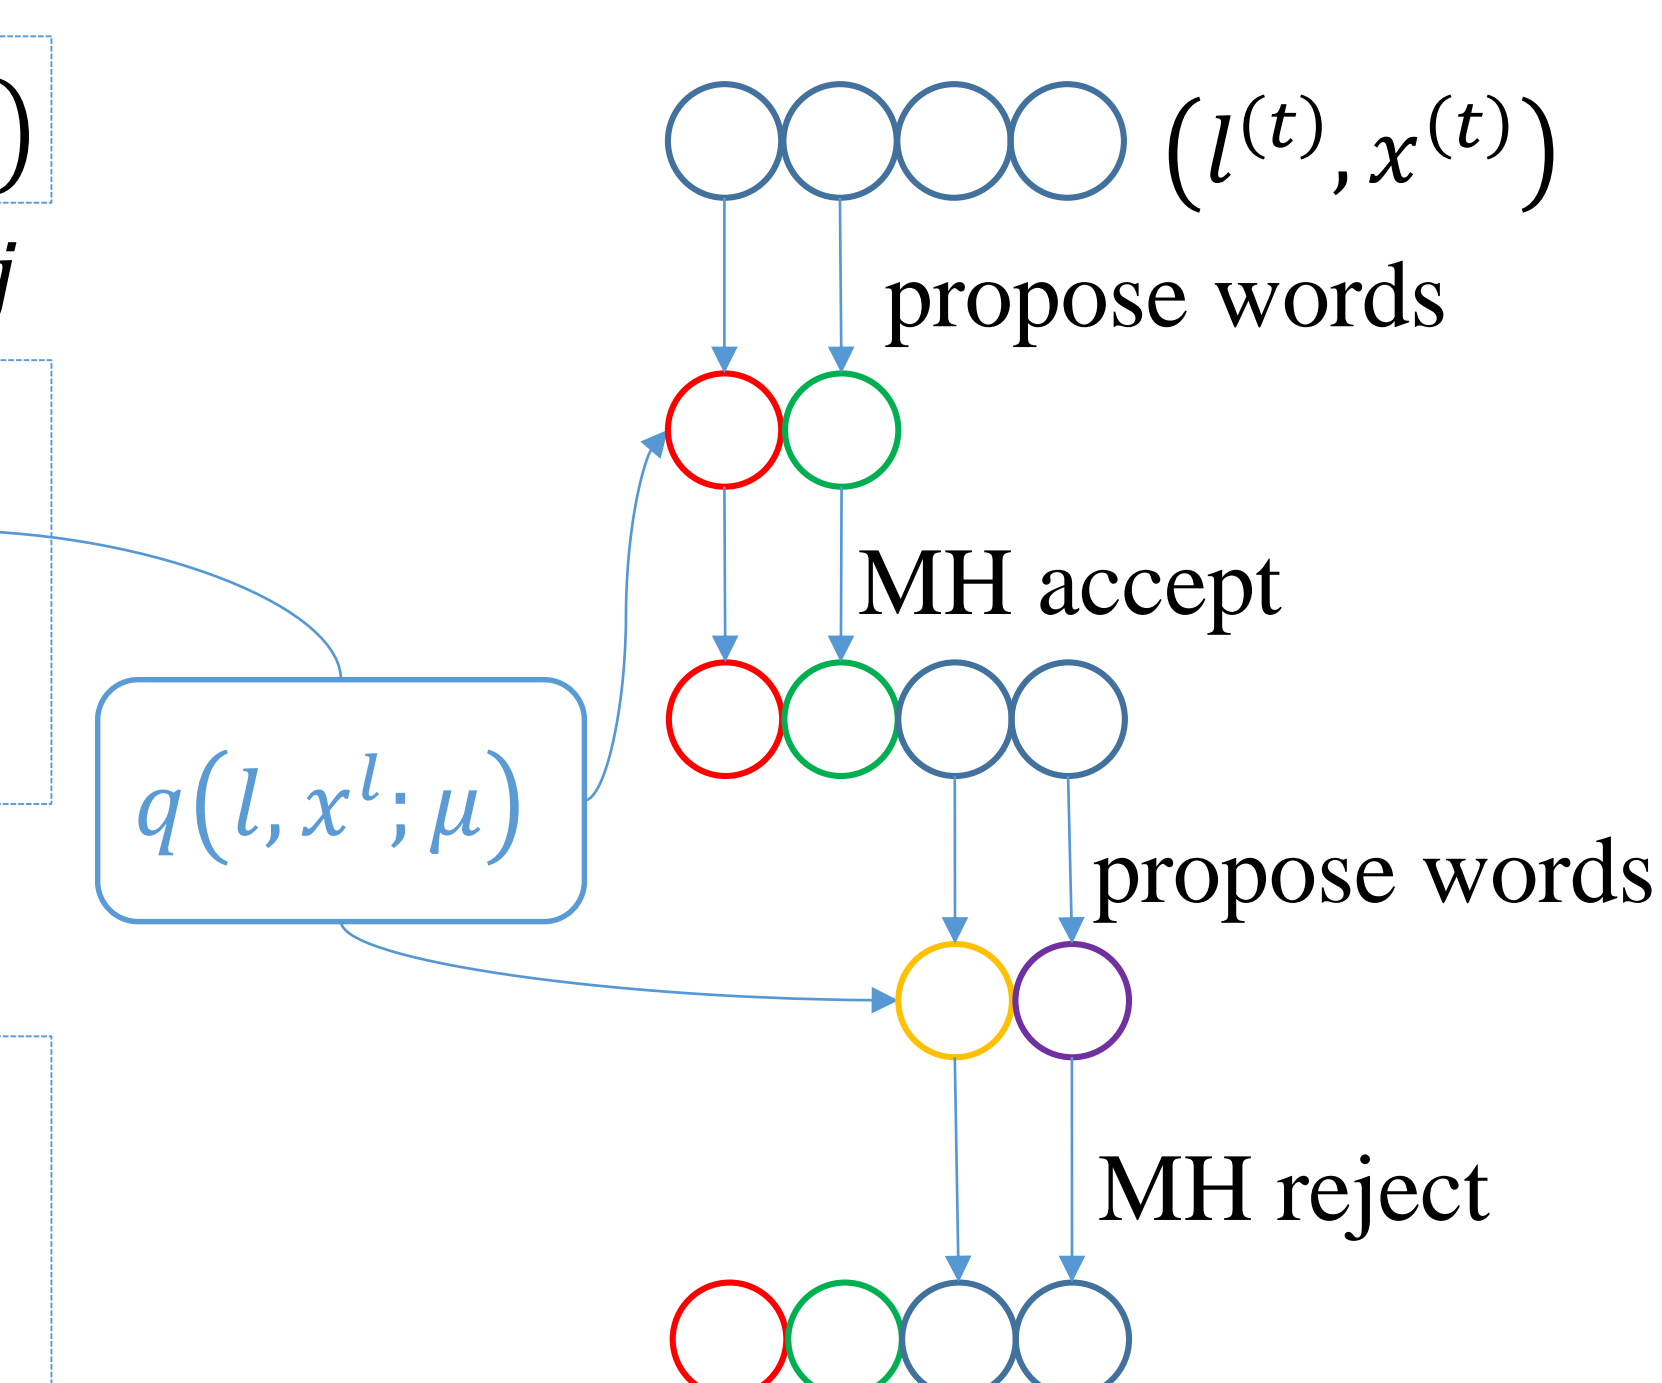 )
(l^{(t)}, x^{(t)})
j
propose words
MH accept
q(l, x^l; μ)
propose words
MH reject